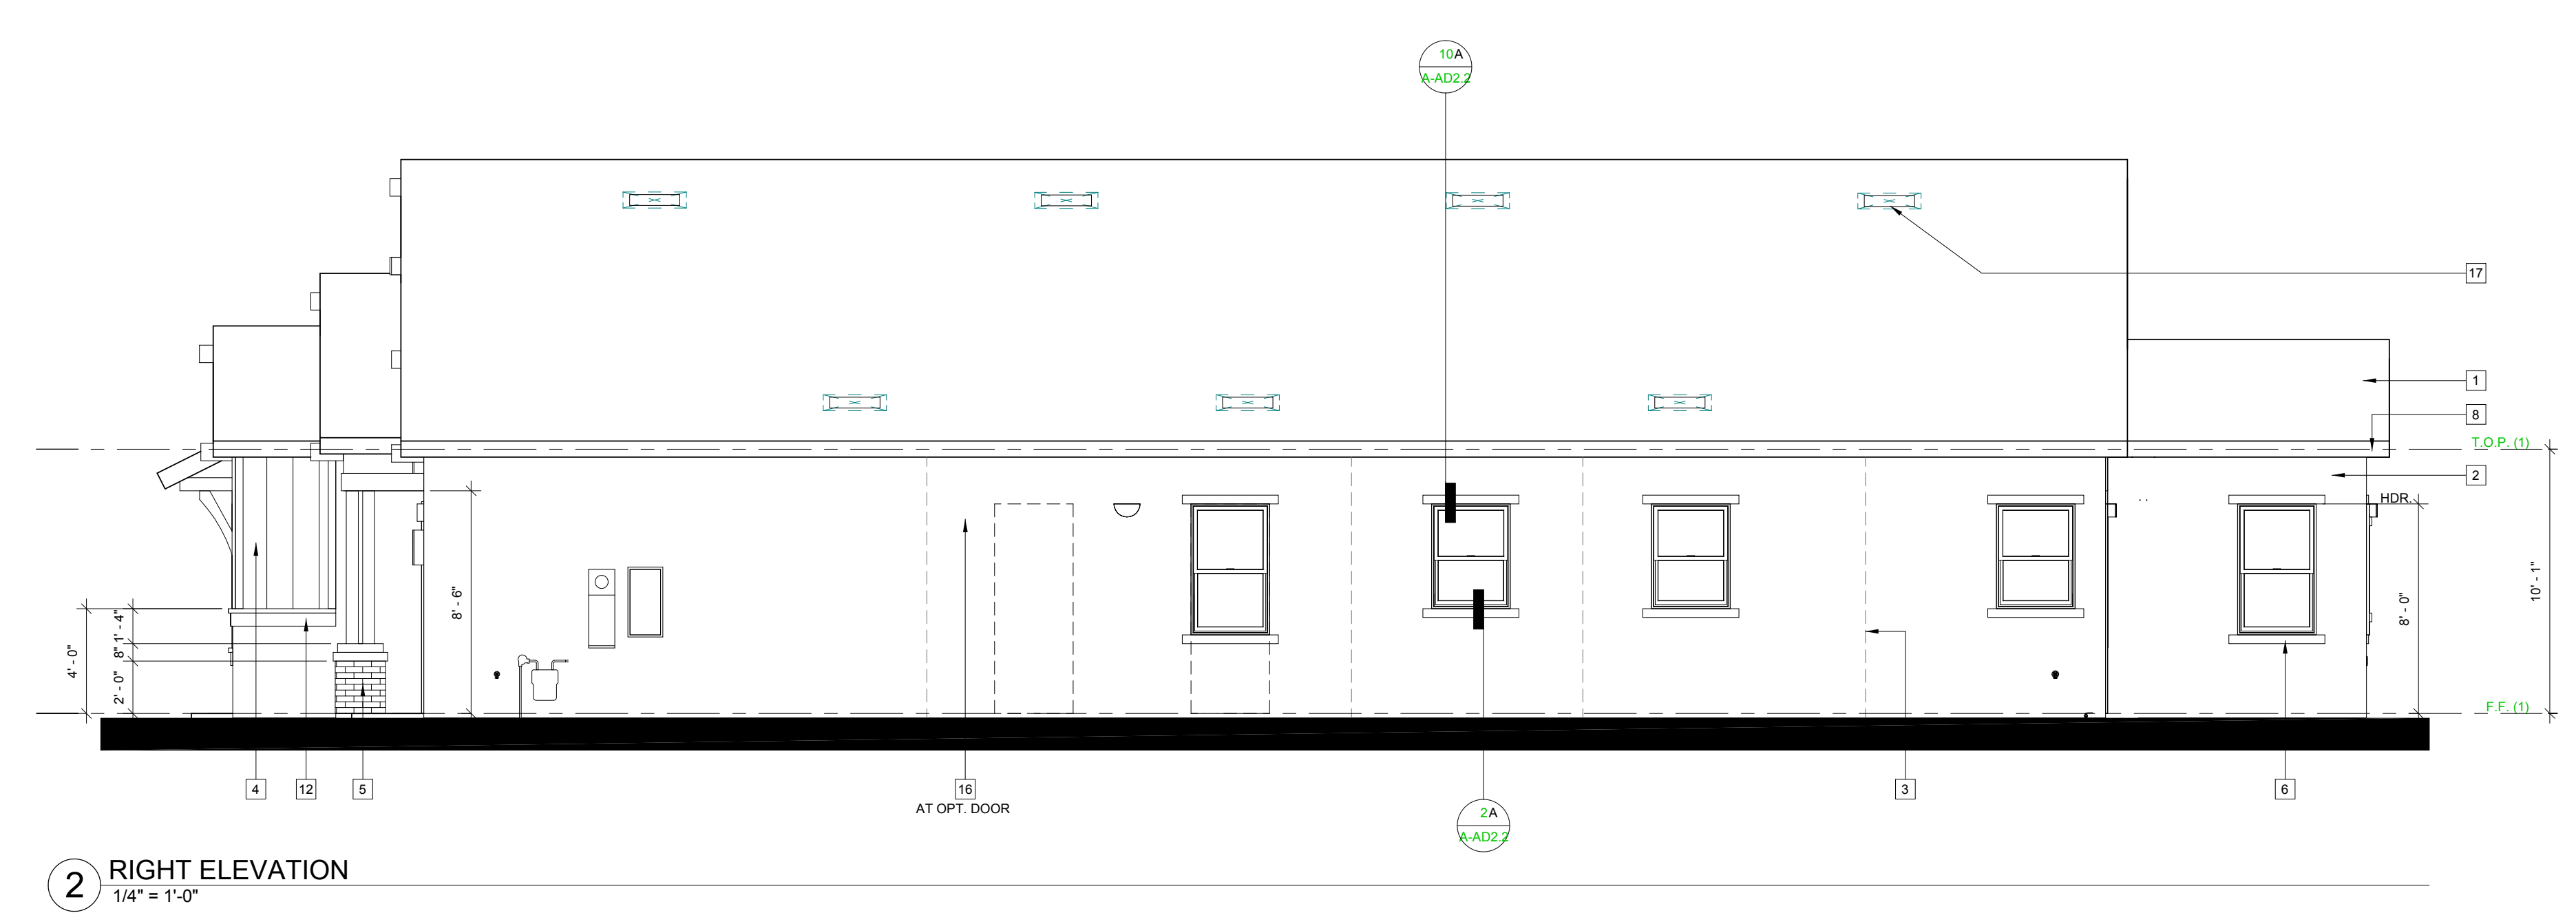 10A
A-AD2.2
17
1
8
T.O.P. (1)
2
HDR.
8' - 6"
10' - 1"
8' - 0"
4' - 0"
1' - 4"
8"
2' - 0"
F.F. (1)
4
12
5
16
AT OPT. DOOR
3
6
2A
A-AD2.2
2
RIGHT ELEVATION
1/4" = 1'-0"